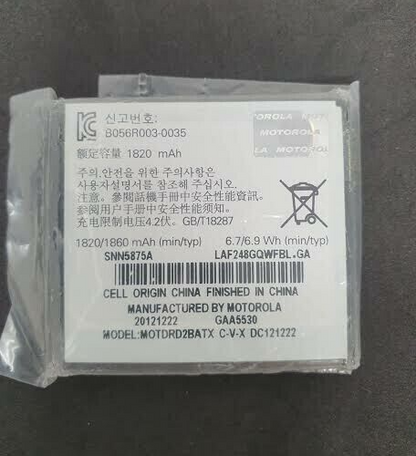 신고번호:
B056R003-0035
额定容量 1820 mAh
MOTOROLA
주의.안전을 위한 주의사항은
사용자설명서를 참조해 주십시오.
注意。參閱話機手冊中安全性能資訊.
参阅用户手册中安全性能须知。
充电限制电压4.2伏. GB/T18287
1820/1860 mAh (min/typ) 6.7/6.9 Wh (min/typ)
SNN5875A LAF248GQWFBL.GA
CELL ORIGIN CHINA FINISHED IN CHINA
MANUFACTURED BY MOTOROLA
20121222 GAA5530
MODEL:MOTDRD2BATX C-V-X DC121222